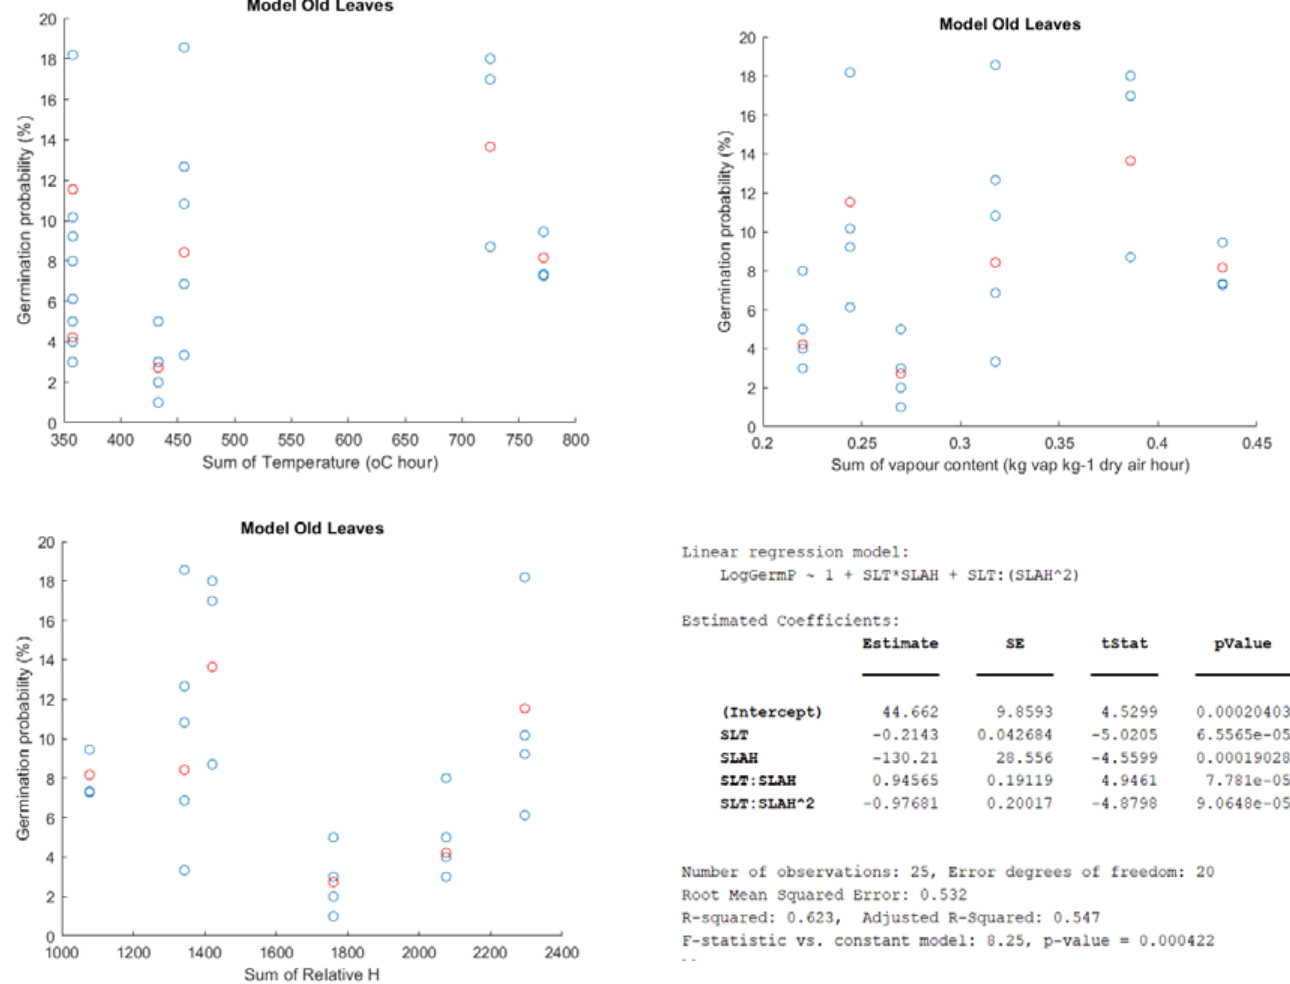 Model Old Leaves
20
18
16
14
12
10
8
6
4
2
0
350 400 450 500 550 600 650 700 750 800
Germination probability (%)
Sum of Temperature (oC hour)
Model Old Leaves
20
18
16
14
12
10
8
6
4
2
0
0.2 0.25 0.3 0.35 0.4 0.45
Germination probability (%)
Sum of vapour content (kg vap kg-1 dry air hour)
Model Old Leaves
20
18
16
14
12
10
8
6
4
2
0
1000 1200 1400 1600 1800 2000 2200 2400
Germination probability (%)
Sum of Relative H
Linear regression model:
LogGermP ~ 1 + SLT*SLAH + SLT:(SLAH^2)
Estimated Coefficients:
Estimate SE tStat pValue
(Intercept) 44.662 9.8593 4.5299 0.00020403
SLT -0.2143 0.042684 -5.0205 6.5565e-05
SLAH -130.21 28.556 -4.5599 0.00019028
SLT:SLAH 0.94565 0.19119 4.9461 7.781e-05
SLT:SLAH^2 -0.97681 0.20017 -4.8798 9.0648e-05
Number of observations: 25, Error degrees of freedom: 20
Root Mean Squared Error: 0.532
R-squared: 0.623, Adjusted R-Squared: 0.547
F-statistic vs. constant model: 8.25, p-value = 0.000422